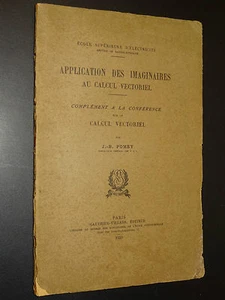 ÉCOLE SUPÉRIEURE D'ÉLECTRICITÉ
APPLICATION DES IMAGINAIRES
AU CALCUL VECTORIEL
COMPLÉMENT A LA CONFÉRENCE
SUR LE
CALCUL VECTORIEL
PAR
J.-B. POMEY
PARIS
GAUTHIER-VILLARS, ÉDITEUR